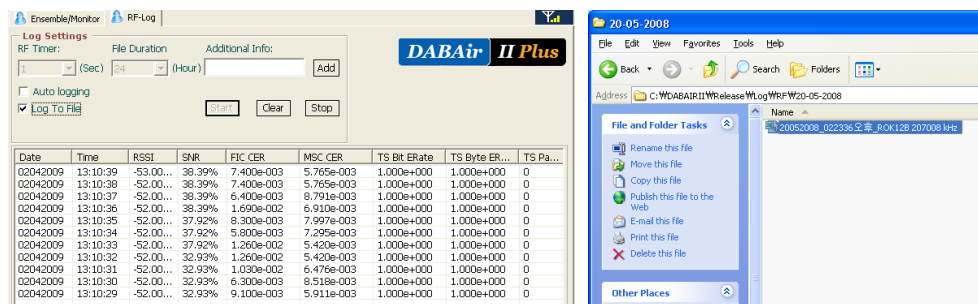 Ensemble/Monitor RF-Log
Log Settings
RF Timer: File Duration Additional Info:
1 (Sec) 24 (Hour) Add
Auto logging
Log To File Start Clear Stop
DABAir II Plus
Date Time RSSI SNR FIC CER MSC CER TS Bit ERate TS Byte ER... TS Pa...
02042009 13:10:39 -53.00... 38.39% 7.400e-003 5.765e-003 1.000e+000 1.000e+000 0
02042009 13:10:38 -52.00... 38.39% 7.400e-003 5.765e-003 1.000e+000 1.000e+000 0
02042009 13:10:37 -52.00... 38.39% 6.400e-003 8.791e-003 1.000e+000 1.000e+000 0
02042009 13:10:36 -52.00... 38.39% 1.690e-002 6.910e-003 1.000e+000 1.000e+000 0
02042009 13:10:35 -52.00... 37.92% 8.300e-003 7.997e-003 1.000e+000 1.000e+000 0
02042009 13:10:34 -52.00... 37.92% 5.800e-003 7.295e-003 1.000e+000 1.000e+000 0
02042009 13:10:33 -52.00... 37.92% 1.260e-002 5.420e-003 1.000e+000 1.000e+000 0
02042009 13:10:32 -52.00... 32.93% 1.260e-002 5.420e-003 1.000e+000 1.000e+000 0
02042009 13:10:31 -52.00... 32.93% 1.030e-002 6.476e-003 1.000e+000 1.000e+000 0
02042009 13:10:30 -52.00... 32.93% 6.300e-003 8.518e-003 1.000e+000 1.000e+000 0
02042009 13:10:29 -52.00... 32.93% 9.100e-003 5.911e-003 1.000e+000 1.000e+000 0
20-05-2008
File Edit View Favorites Tools Help
Back Search Folders
Address C:₩DABAIRII₩Release₩Log₩RF₩20-05-2008
Name
20052008_022336오후_ROK12B 207008 kHz
File and Folder Tasks
Rename this file
Move this file
Copy this file
Publish this file to the
Web
E-mail this file
Print this file
Delete this file
Other Places